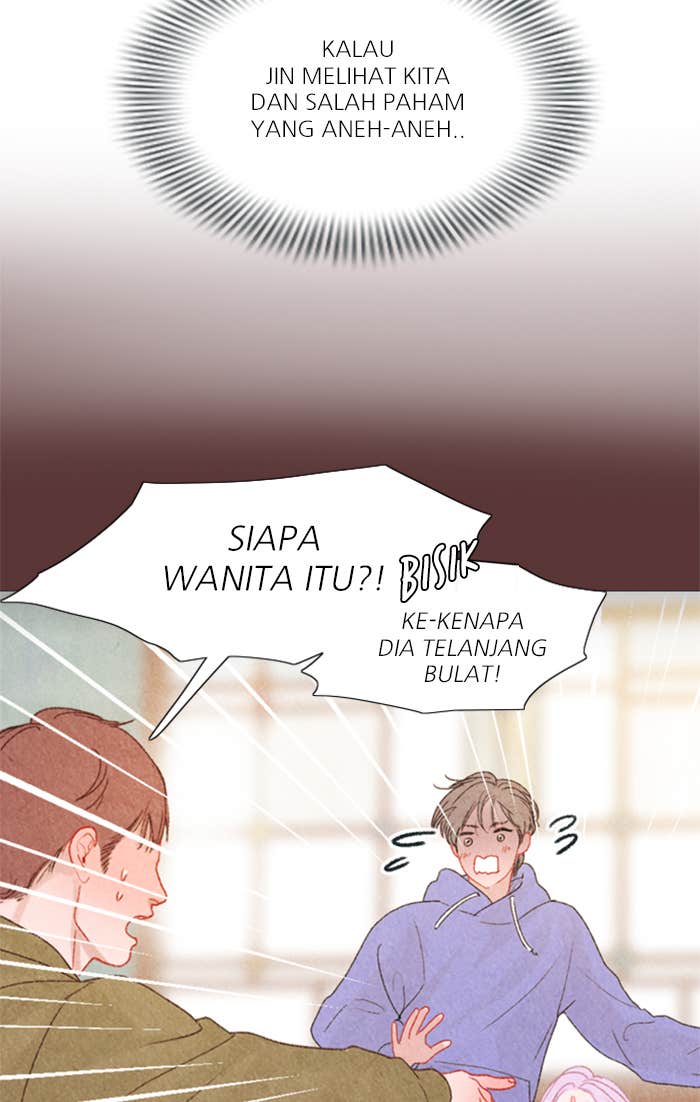 KALAU
JIN MELIHAT KITA
DAN SALAH PAHAM
YANG ANEH-ANEH..
SIAPA
WANITA ITU?!
BISIK
KE-KENAPA
DIA TELANJANG
BULAT!